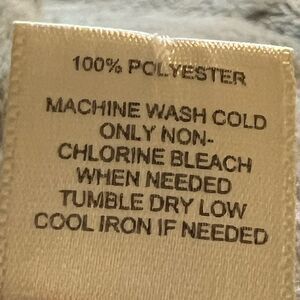 100% POLYESTER
MACHINE WASH COLD
ONLY NON-
CHLORINE BLEACH
WHEN NEEDED
TUMBLE DRY LOW
COOL IRON IF NEEDED